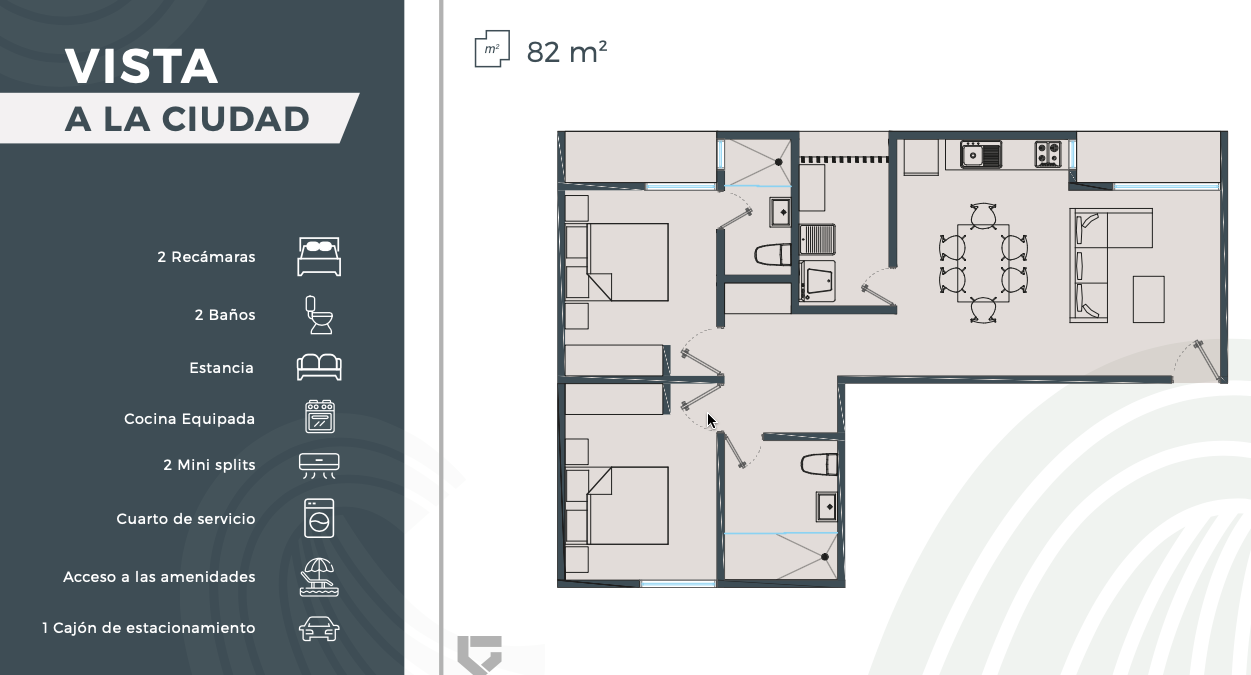 VISTA
A LA CIUDAD
2 Recámaras
2 Baños
Estancia
Cocina Equipada
2 Mini splits
Cuarto de servicio
Acceso a las amenidades
1 Cajón de estacionamiento
m²
82 m²